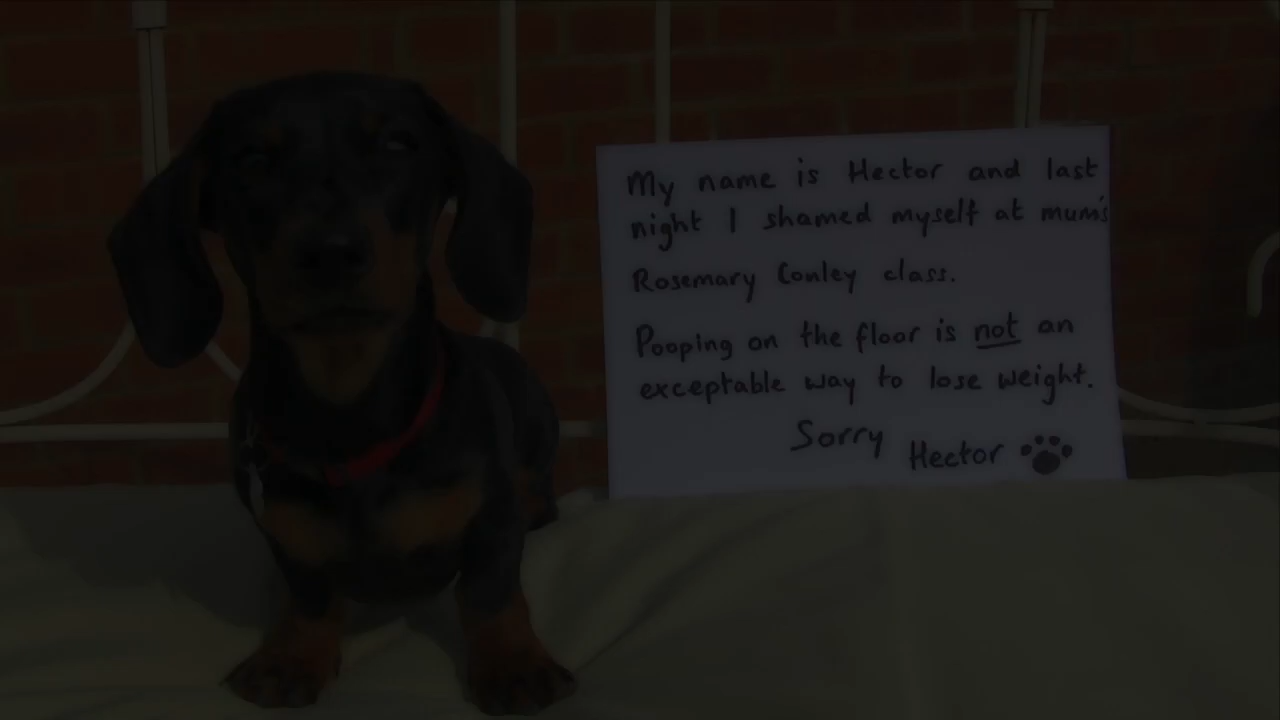 My name is Hector and last
night I shamed myself at mum's
Rosemary Conley class.
Pooping on the floor is not an
exceptable way to lose weight.
Sorry
Hector